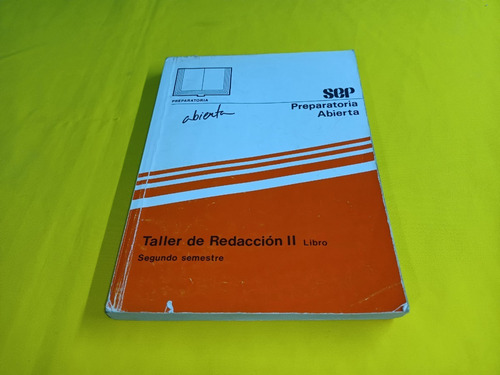 PREPARATORIA
abierta
SEP
Preparatoria
Abierta
Taller de Redacción II Libro
Segundo semestre